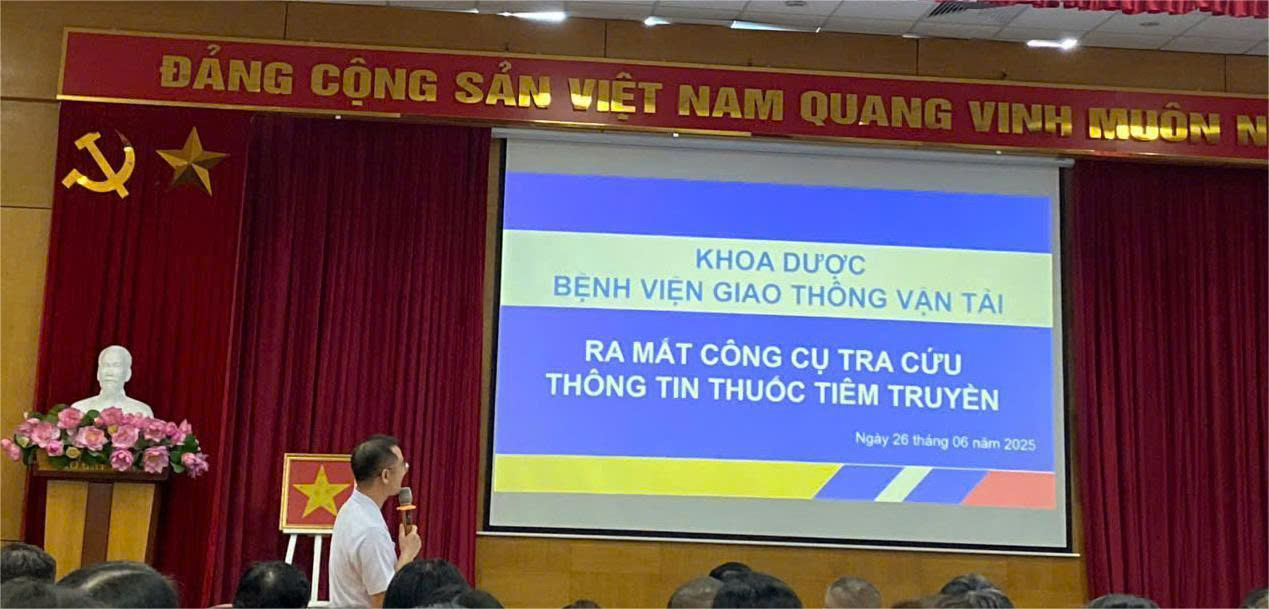 ĐẢNG CỘNG SẢN VIỆT NAM QUANG VINH MUÔN N
KHOA DƯỢC
BỆNH VIỆN GIAO THÔNG VẬN TẢI
RA MẮT CÔNG CỤ TRA CỨU
THÔNG TIN THUỐC TIÊM TRUYỀN
Ngày 26 tháng 06 năm 2025